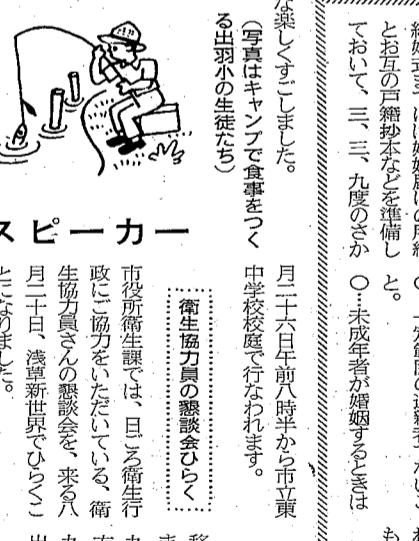 とお互の戸籍抄本などを準備し
ておいて、三、三、九度のさか
と。
〇…未成年者が婚姻するときは
な楽しくすごしました。
(写真はキャンプで食事をつく
る出羽小の生徒たち)
スピーカー
月二十六日午前八時半から市立東
中学校校庭で行なわれます。
衛生協力員の懇談会ひらく
市役所衛生課では、日ごろ衛生行
政にご協力をいただいている、衛
生協力員さんの懇談会を、来る八
月二十日、浅草新世界でひらくこ
とになりました。